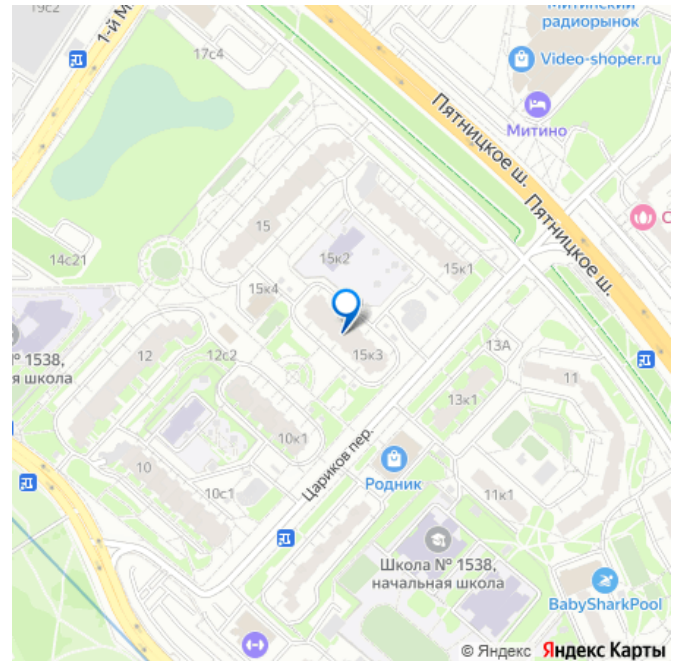 19с2
1-й М
17с4
Митинский
радиорынок
Video-shoper.ru
Митино
Пятницкое ш.
Пятницкое ш.
С
15
15к2
15к1
14с21
15к4
15к3
№ 1538,
я школа
12
12с2
13А
11
13к1
10к1
10
10с1
Цариков пер.
Родник
11к1
Школа № 1538,
начальная школа
BabySharkPool
© Яндекс Яндекс Карты